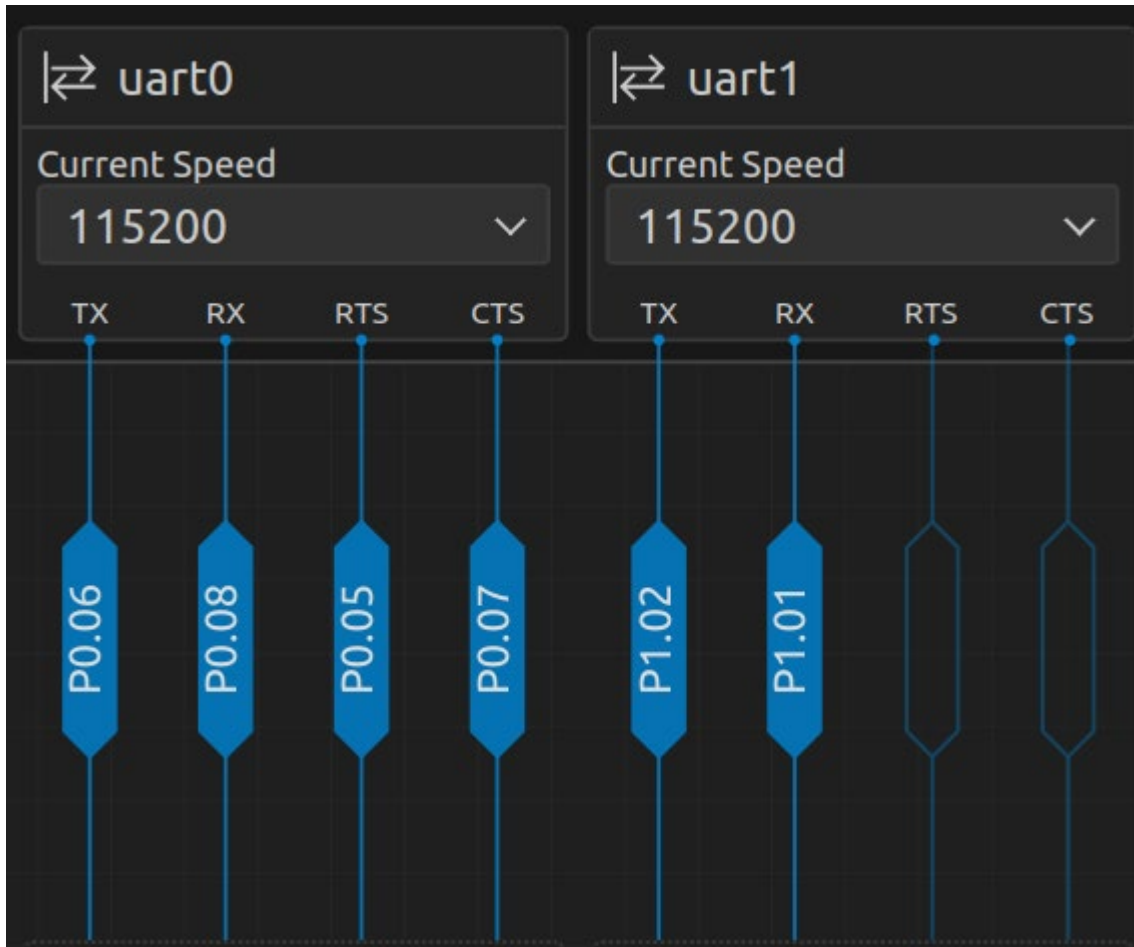 uart0
uart1
Current Speed
Current Speed
115200
115200
TX RX RTS CTS
TX RX RTS CTS
P0.06
P0.08
P0.05
P0.07
P1.02
P1.01